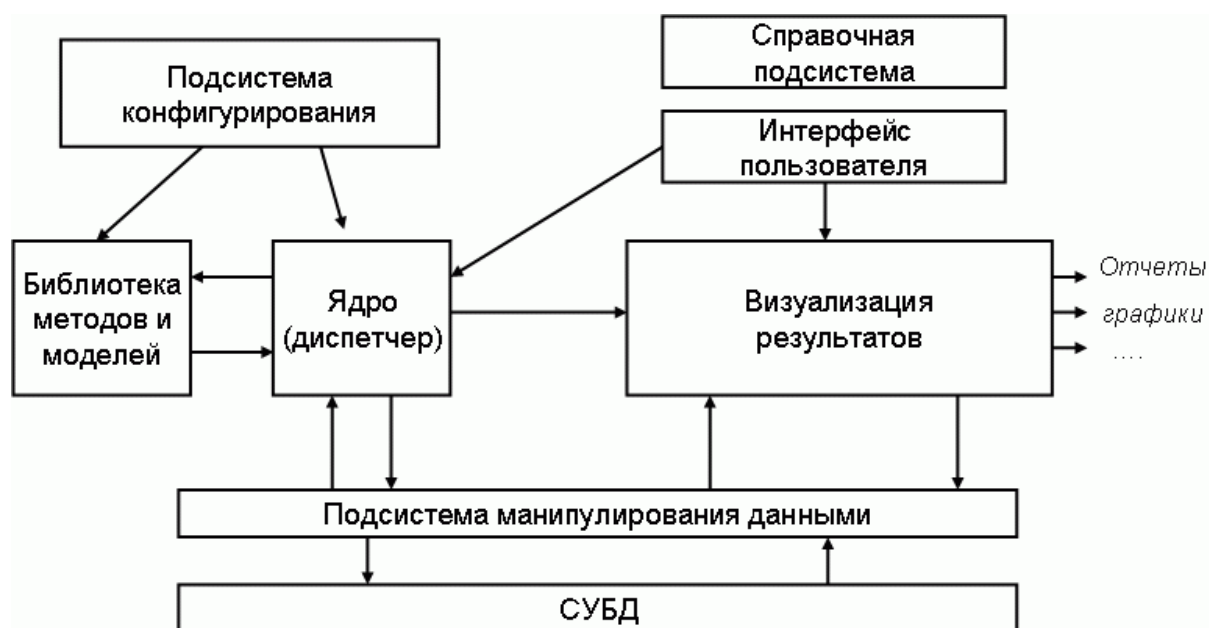 Подсистема
конфигурирования
Справочная
подсистема
Интерфейс
пользователя
Библиотека
методов и
моделей
Ядро
(диспетчер)
Визуализация
результатов
Отчеты
графики
....
Подсистема манипулирования данными
СУБД